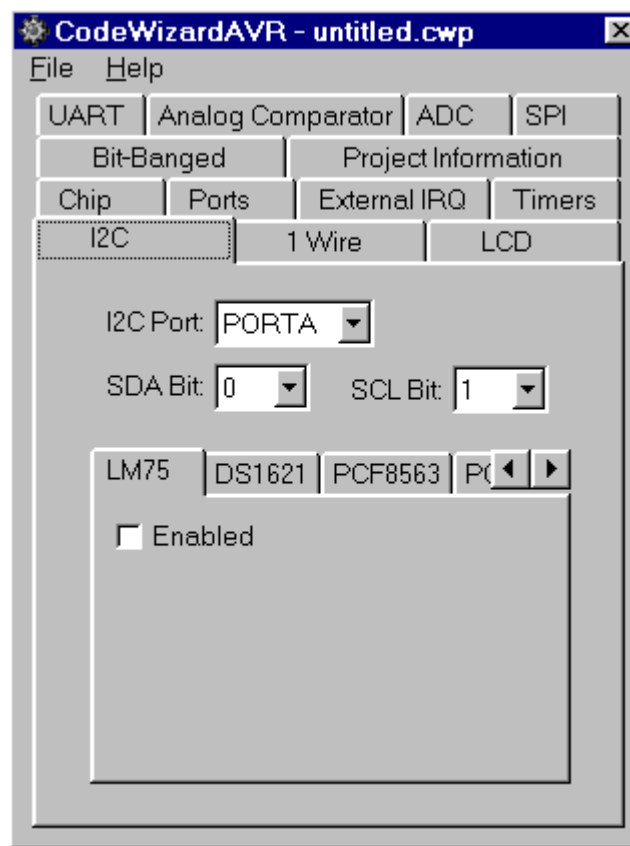 CodeWizardAVR - untitled.cwp
File Help
UART Analog Comparator ADC SPI
Bit-Banged Project Information
Chip Ports External IRQ Timers
I2C 1 Wire LCD
I2C Port: PORTA
SDA Bit: 0 SCL Bit: 1
LM75 DS1621 PCF8563
Enabled